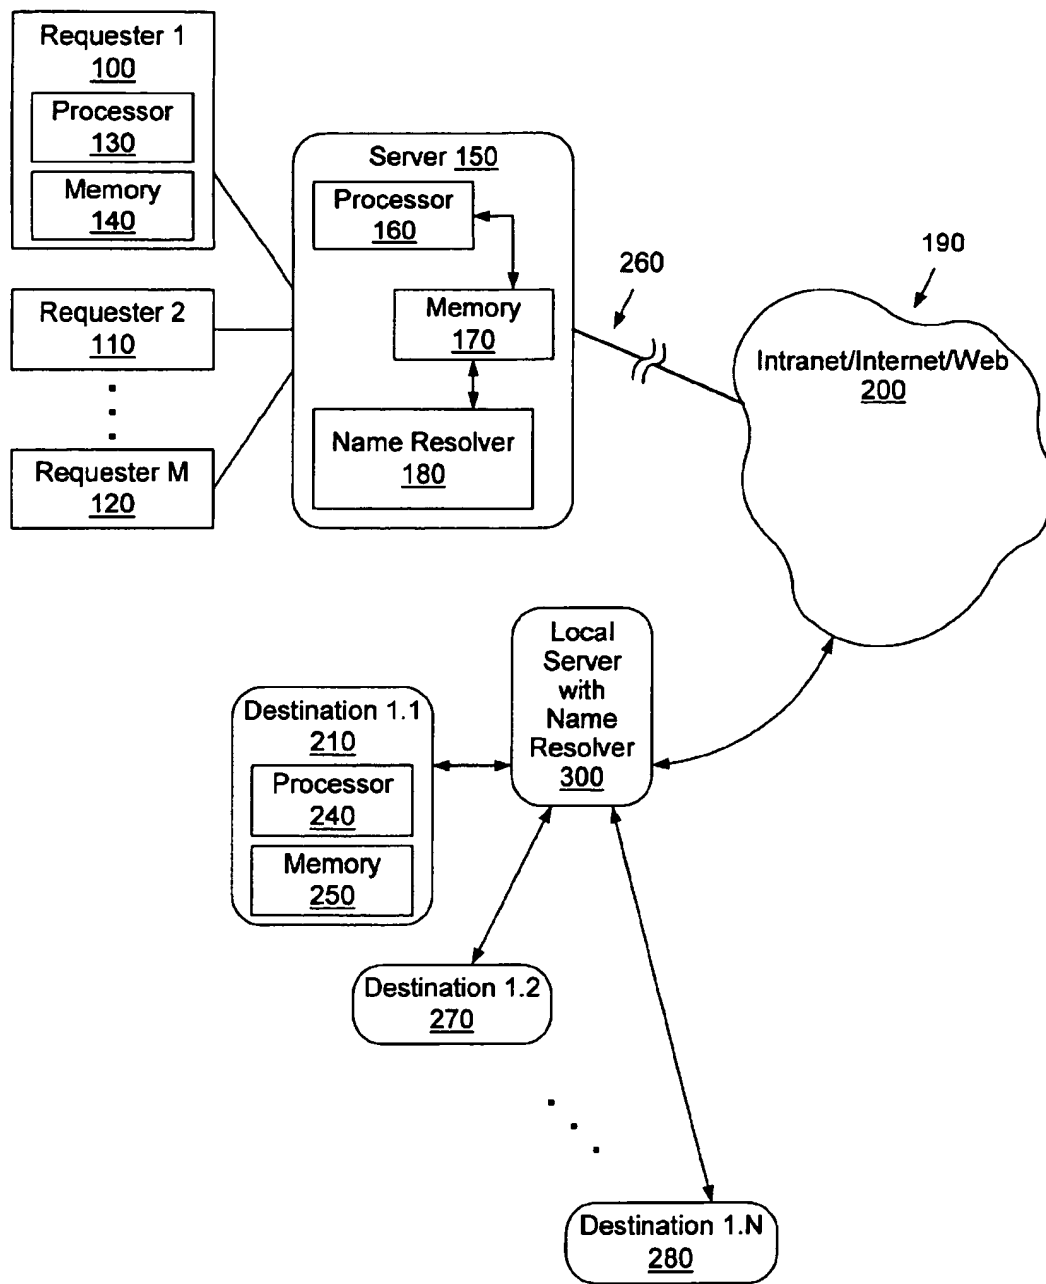 Requester 1
100
Processor
130
Memory
140
Requester 2
110
Requester M
120
Server 150
Processor
160
Memory
170
Name Resolver
180
260
190
Intranet/Internet/Web
200
Local
Server
with
Name
Resolver
300
Destination 1.1
210
Processor
240
Memory
250
Destination 1.2
270
Destination 1.N
280